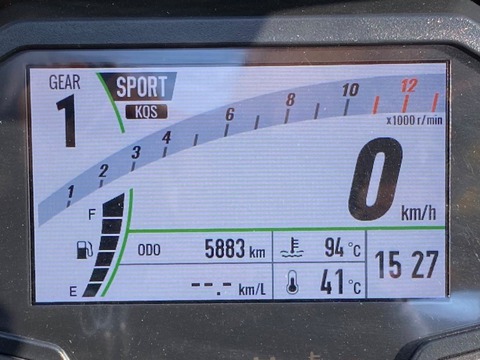 GEAR
1
SPORT
KQS
1 2 3 4 6 8 10 12
x1000 r/min
0
km/h
F
E
ODO 5883 km
--.- km/L
94 °C
41 °C
15 27